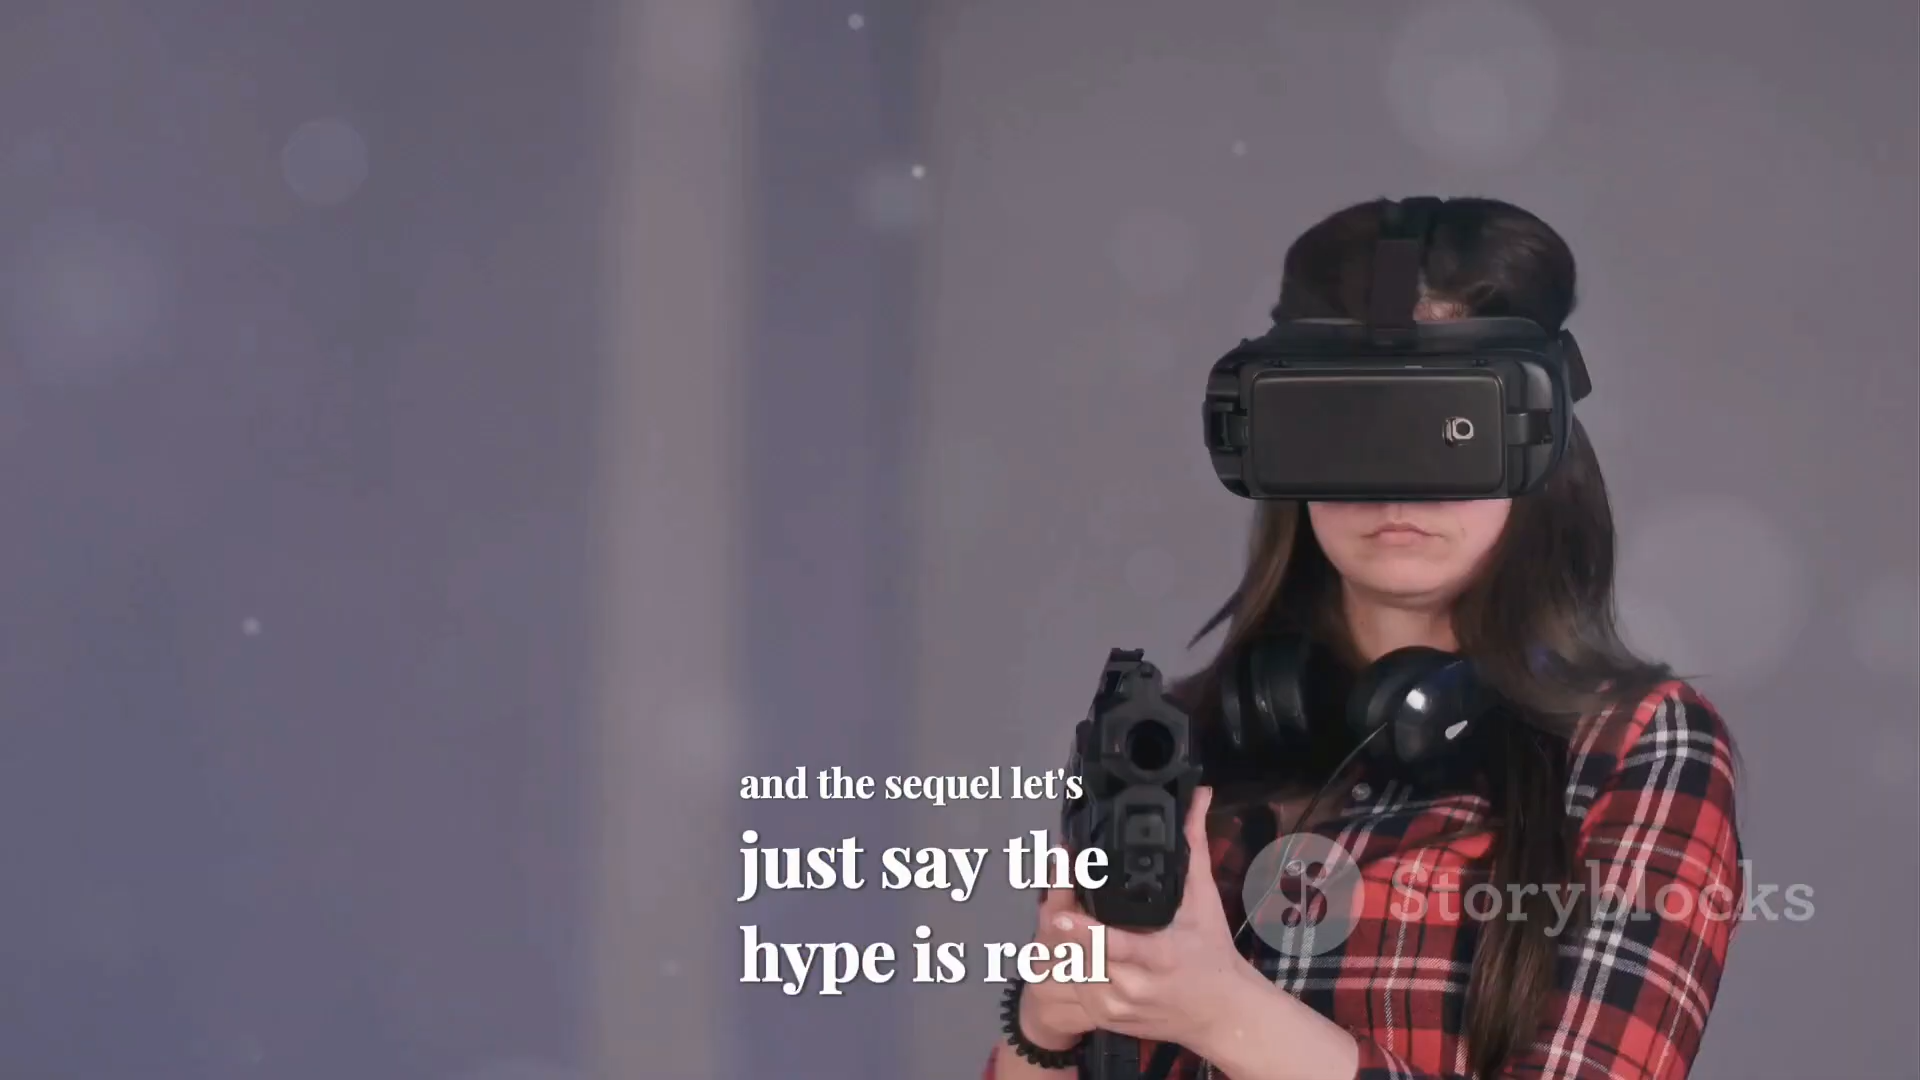 and the sequel let's
just say the
hype is real
Storyblocks